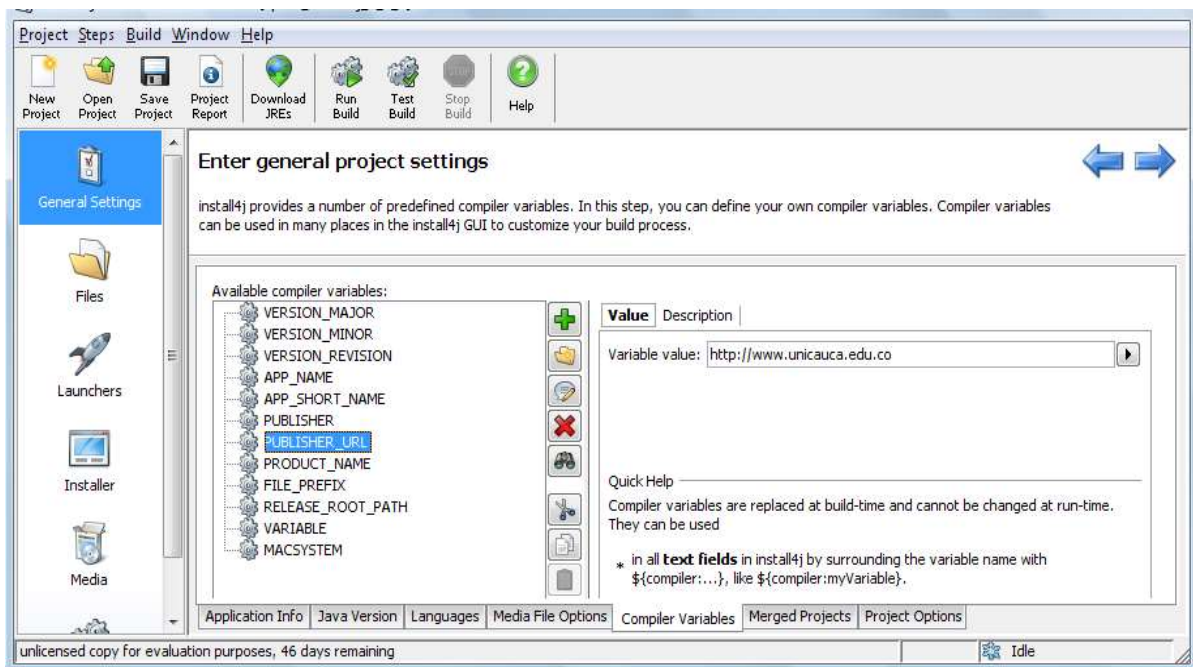 Project Steps Build Window Help
New Project
Open Project
Save Project
Project Report
Download JREs
Run Build
Test Build
Stop Build
Help
STOP
General Settings
Files
Launchers
Installer
Media
Enter general project settings
install4j provides a number of predefined compiler variables. In this step, you can define your own compiler variables. Compiler variables
can be used in many places in the install4j GUI to customize your build process.
Available compiler variables:
VERSION_MAJOR
VERSION_MINOR
VERSION_REVISION
APP_NAME
APP_SHORT_NAME
PUBLISHER
PUBLISHER_URL
PRODUCT_NAME
FILE_PREFIX
RELEASE_ROOT_PATH
VARIABLE
MACSYSTEM
Value Description
Variable value: http://www.unicauca.edu.co
Quick Help
Compiler variables are replaced at build-time and cannot be changed at run-time.
They can be used
* in all text fields in install4j by surrounding the variable name with
${compiler:...}, like ${compiler:myVariable}.
Application Info Java Version Languages Media File Options Compiler Variables Merged Projects Project Options
unlicensed copy for evaluation purposes, 46 days remaining
Idle